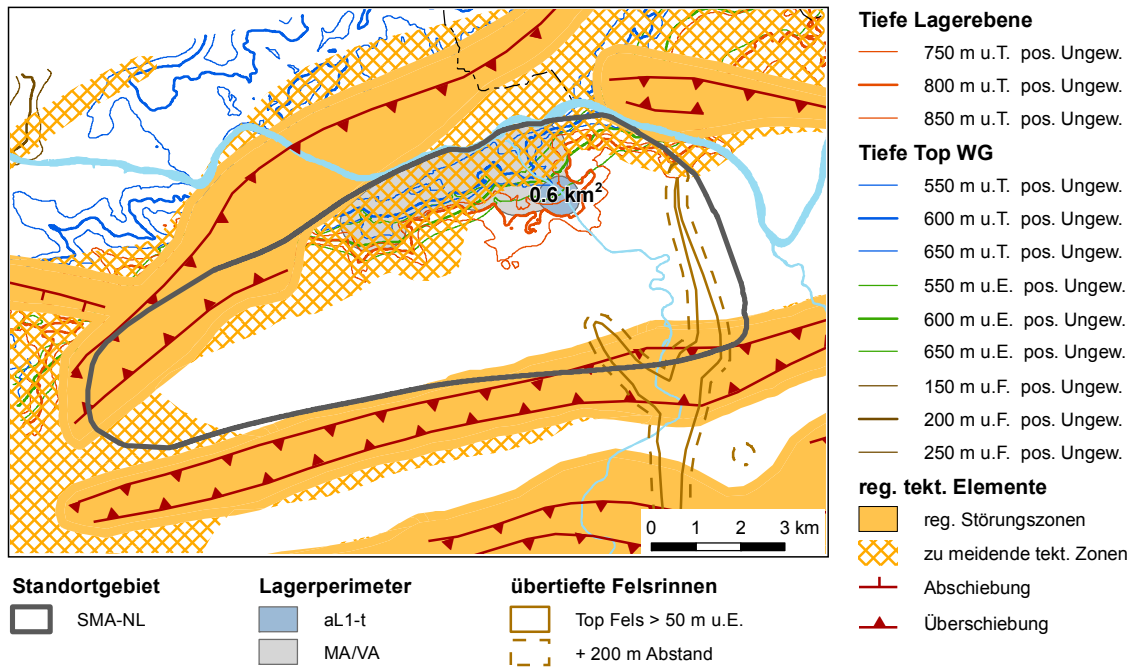 0.6 km²
0 1 2 3 km
Tiefe Lagerebene
750 m u.T. pos. Ungew.
800 m u.T. pos. Ungew.
850 m u.T. pos. Ungew.
Tiefe Top WG
550 m u.T. pos. Ungew.
600 m u.T. pos. Ungew.
650 m u.T. pos. Ungew.
550 m u.E. pos. Ungew.
600 m u.E. pos. Ungew.
650 m u.E. pos. Ungew.
150 m u.F. pos. Ungew.
200 m u.F. pos. Ungew.
250 m u.F. pos. Ungew.
reg. tekt. Elemente
reg. Störungszonen
zu meidende tekt. Zonen
Abschiebung
Überschiebung
Standortgebiet
SMA-NL
Lagerperimeter
aL1-t
MA/VA
übertiefte Felsrinnen
Top Fels > 50 m u.E.
+ 200 m Abstand